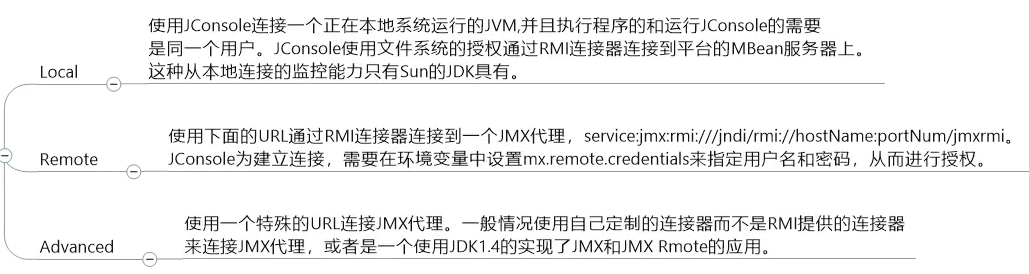 使用JConsole连接一个正在本地系统运行的JVM,并且执行程序的和运行JConsole的需要
是同一个用户。JConsole使用文件系统的授权通过RMI连接器连接到平台的MBean服务器上。
这种从本地连接的监控能力只有Sun的JDK具有。
Local
使用下面的URL通过RMI连接器连接到一个JMX代理，service:jmx:rmi:///jndi/rmi://hostName:portNum/jmxrmi。
JConsole为建立连接，需要在环境变量中设置mx.remote.credentials来指定用户名和密码，从而进行授权。
Remote
使用一个特殊的URL连接JMX代理。一般情况使用自己定制的连接器而不是RMI提供的连接器
来连接JMX代理，或者是一个使用JDK1.4的实现了JMX和JMX Rmote的应用。
Advanced